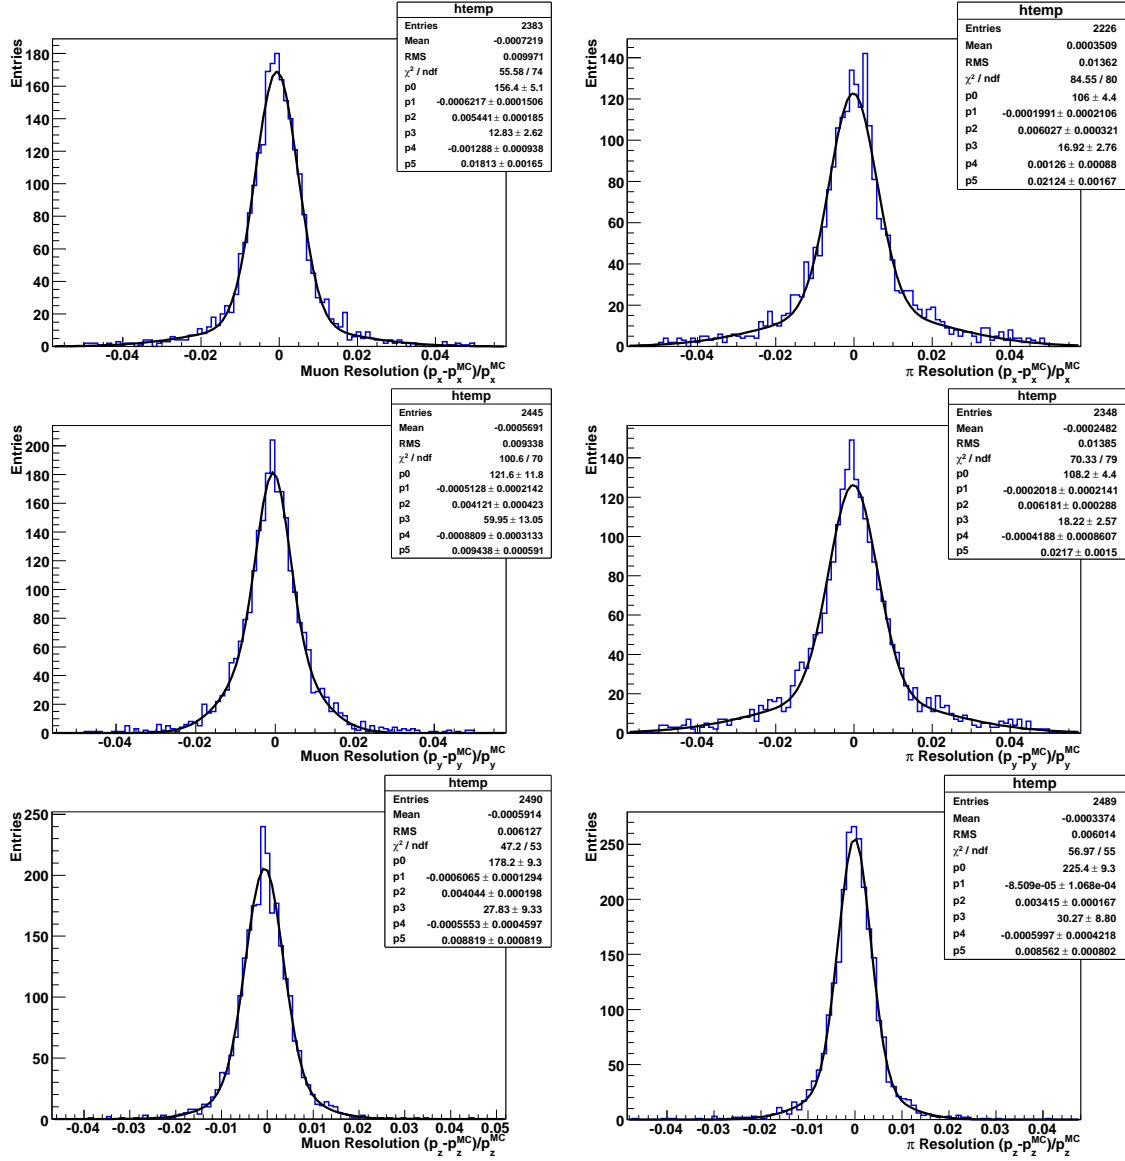 htemp
Entries 2383
Mean -0.0007219
RMS 0.009971
χ² / ndf 55.58 / 74
p0 156.4 ± 5.1
p1 -0.0006217 ± 0.0001506
p2 0.005441 ± 0.000185
p3 12.83 ± 2.62
p4 -0.001288 ± 0.000938
p5 0.01813 ± 0.00165
Entries
180
160
140
120
100
80
60
40
20
0
-0.04 -0.02 0 0.02 0.04
Muon Resolution (p_x-p_x^MC)/p_x^MC
htemp
Entries 2226
Mean 0.0003509
RMS 0.01362
χ² / ndf 84.55 / 80
p0 106 ± 4.4
p1 -0.0001991 ± 0.0002106
p2 0.006027 ± 0.000321
p3 16.92 ± 2.76
p4 0.00126 ± 0.00088
p5 0.02124 ± 0.00167
Entries
140
120
100
80
60
40
20
0
-0.04 -0.02 0 0.02 0.04
π Resolution (p_x-p_x^MC)/p_x^MC
htemp
Entries 2445
Mean -0.0005691
RMS 0.009338
χ² / ndf 100.6 / 70
p0 121.6 ± 11.8
p1 -0.0005128 ± 0.0002142
p2 0.004121 ± 0.000423
p3 59.95 ± 13.05
p4 -0.0008809 ± 0.0003133
p5 0.009438 ± 0.000591
Entries
200
180
160
140
120
100
80
60
40
20
0
-0.04 -0.02 0 0.02 0.04
Muon Resolution (p_y-p_y^MC)/p_y^MC
htemp
Entries 2348
Mean -0.0002482
RMS 0.01385
χ² / ndf 70.33 / 79
p0 108.2 ± 4.4
p1 -0.0002018 ± 0.0002141
p2 0.006181 ± 0.000288
p3 18.22 ± 2.57
p4 -0.0004188 ± 0.0008607
p5 0.0217 ± 0.0015
Entries
140
120
100
80
60
40
20
0
-0.04 -0.02 0 0.02 0.04
π Resolution (p_y-p_y^MC)/p_y^MC
htemp
Entries 2490
Mean -0.0005914
RMS 0.006127
χ² / ndf 47.2 / 53
p0 178.2 ± 9.3
p1 -0.0006065 ± 0.0001294
p2 0.004044 ± 0.000198
p3 27.83 ± 9.33
p4 -0.0005553 ± 0.0004597
p5 0.008819 ± 0.000819
Entries
250
200
150
100
50
0
-0.04 -0.03 -0.02 -0.01 0 0.01 0.02 0.03 0.04 0.05
Muon Resolution (p_z-p_z^MC)/p_z^MC
htemp
Entries 2489
Mean -0.0003374
RMS 0.006014
χ² / ndf 56.97 / 55
p0 225.4 ± 9.3
p1 -8.509e-05 ± 1.068e-04
p2 0.003415 ± 0.000167
p3 30.27 ± 8.80
p4 -0.0005997 ± 0.0004218
p5 0.008562 ± 0.000802
Entries
250
200
150
100
50
0
-0.04 -0.03 -0.02 -0.01 0 0.01 0.02 0.03 0.04
π Resolution (p_z-p_z^MC)/p_z^MC